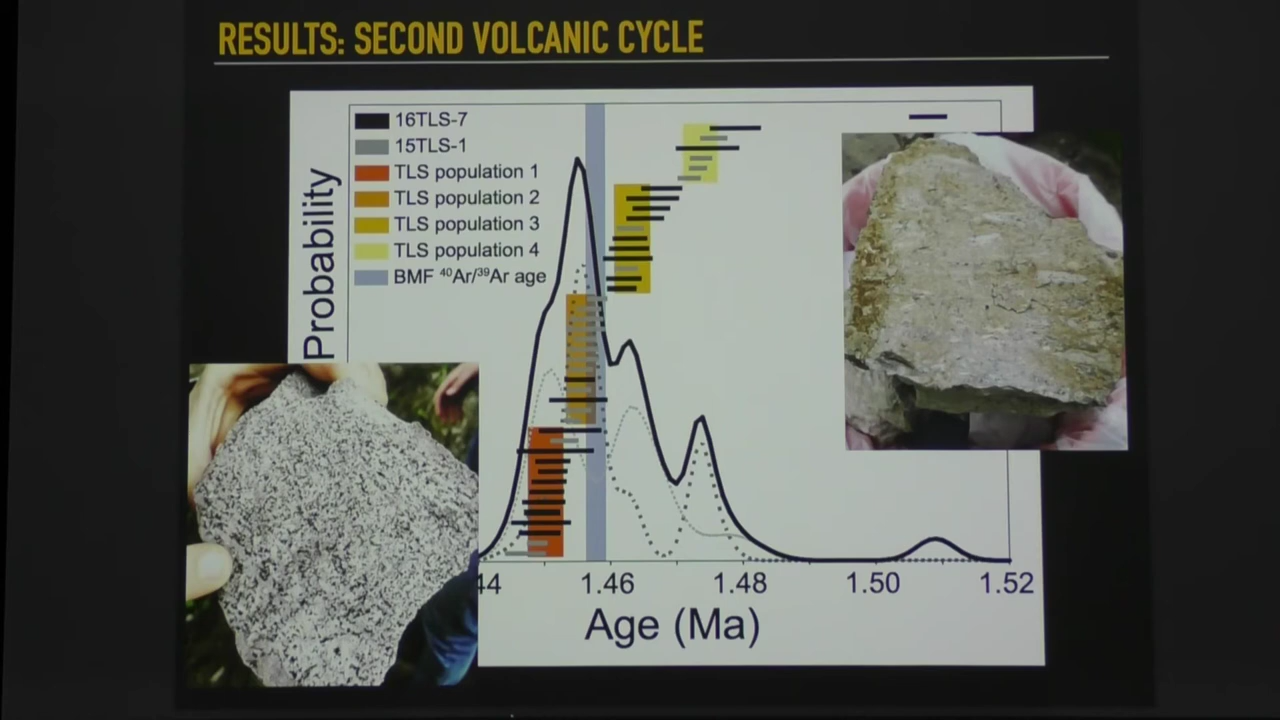 RESULTS: SECOND VOLCANIC CYCLE
16TLS-7
15TLS-1
TLS population 1
TLS population 2
TLS population 3
TLS population 4
BMF ⁴⁰Ar/³⁹Ar age
Probability
44 1.46 1.48 1.50 1.52
Age (Ma)